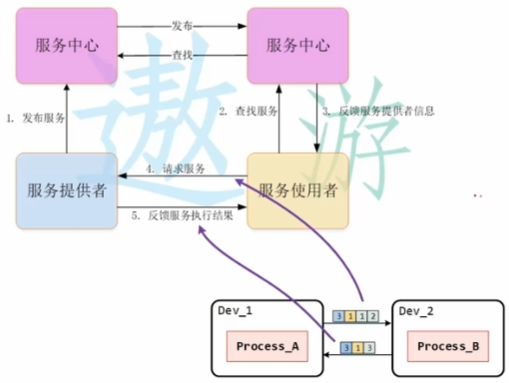 发布
服务中心
服务中心
查找
1. 发布服务
2. 查找服务
3. 反馈服务提供者信息
4. 请求服务
服务提供者
服务使用者
5. 反馈服务执行结果
遨游
Dev_1
3 1 1 2
Dev_2
Process_A
3 1 3
Process_B